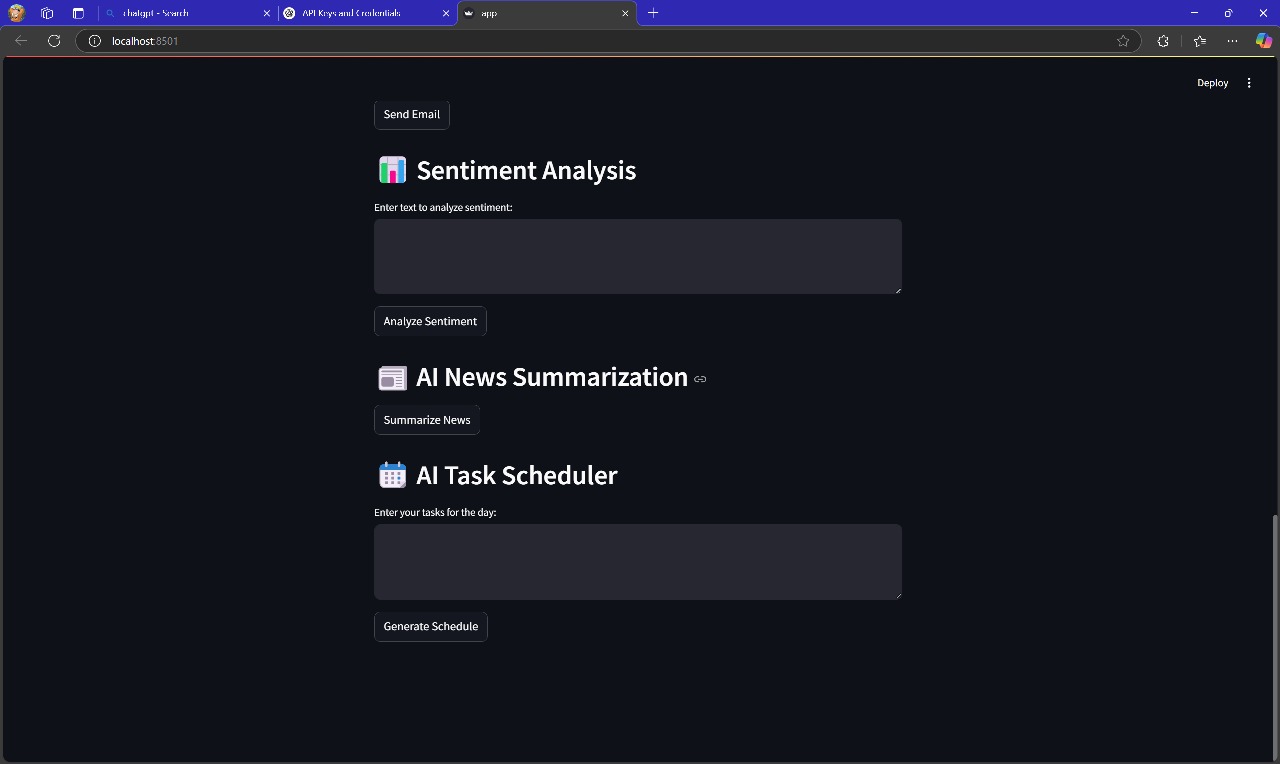 chatgpt - Search
API Keys and Credentials
app
localhost:8501
Deploy
Send Email
Sentiment Analysis
Enter text to analyze sentiment:
Analyze Sentiment
AI News Summarization
Summarize News
AI Task Scheduler
Enter your tasks for the day:
Generate Schedule